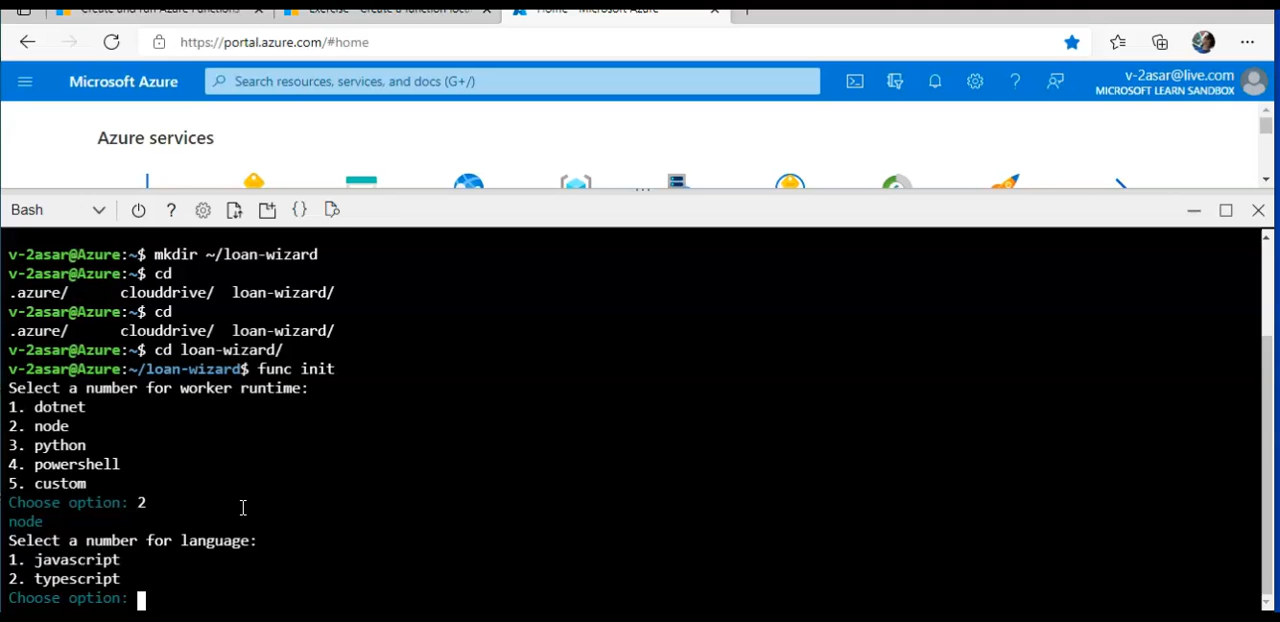 Create and run Azure Functions
Exercise - Create a function loc
Home - Microsoft Azure
https://portal.azure.com/#home
Microsoft Azure
Search resources, services, and docs (G+/)
v-2asar@live.com
MICROSOFT LEARN SANDBOX
Azure services
Bash
v-2asar@Azure:~$ mkdir ~/loan-wizard
v-2asar@Azure:~$ cd
.azure/ clouddrive/ loan-wizard/
v-2asar@Azure:~$ cd
.azure/ clouddrive/ loan-wizard/
v-2asar@Azure:~$ cd loan-wizard/
v-2asar@Azure:~/loan-wizard$ func init
Select a number for worker runtime:
1. dotnet
2. node
3. python
4. powershell
5. custom
Choose option: 2
node
Select a number for language:
1. javascript
2. typescript
Choose option: